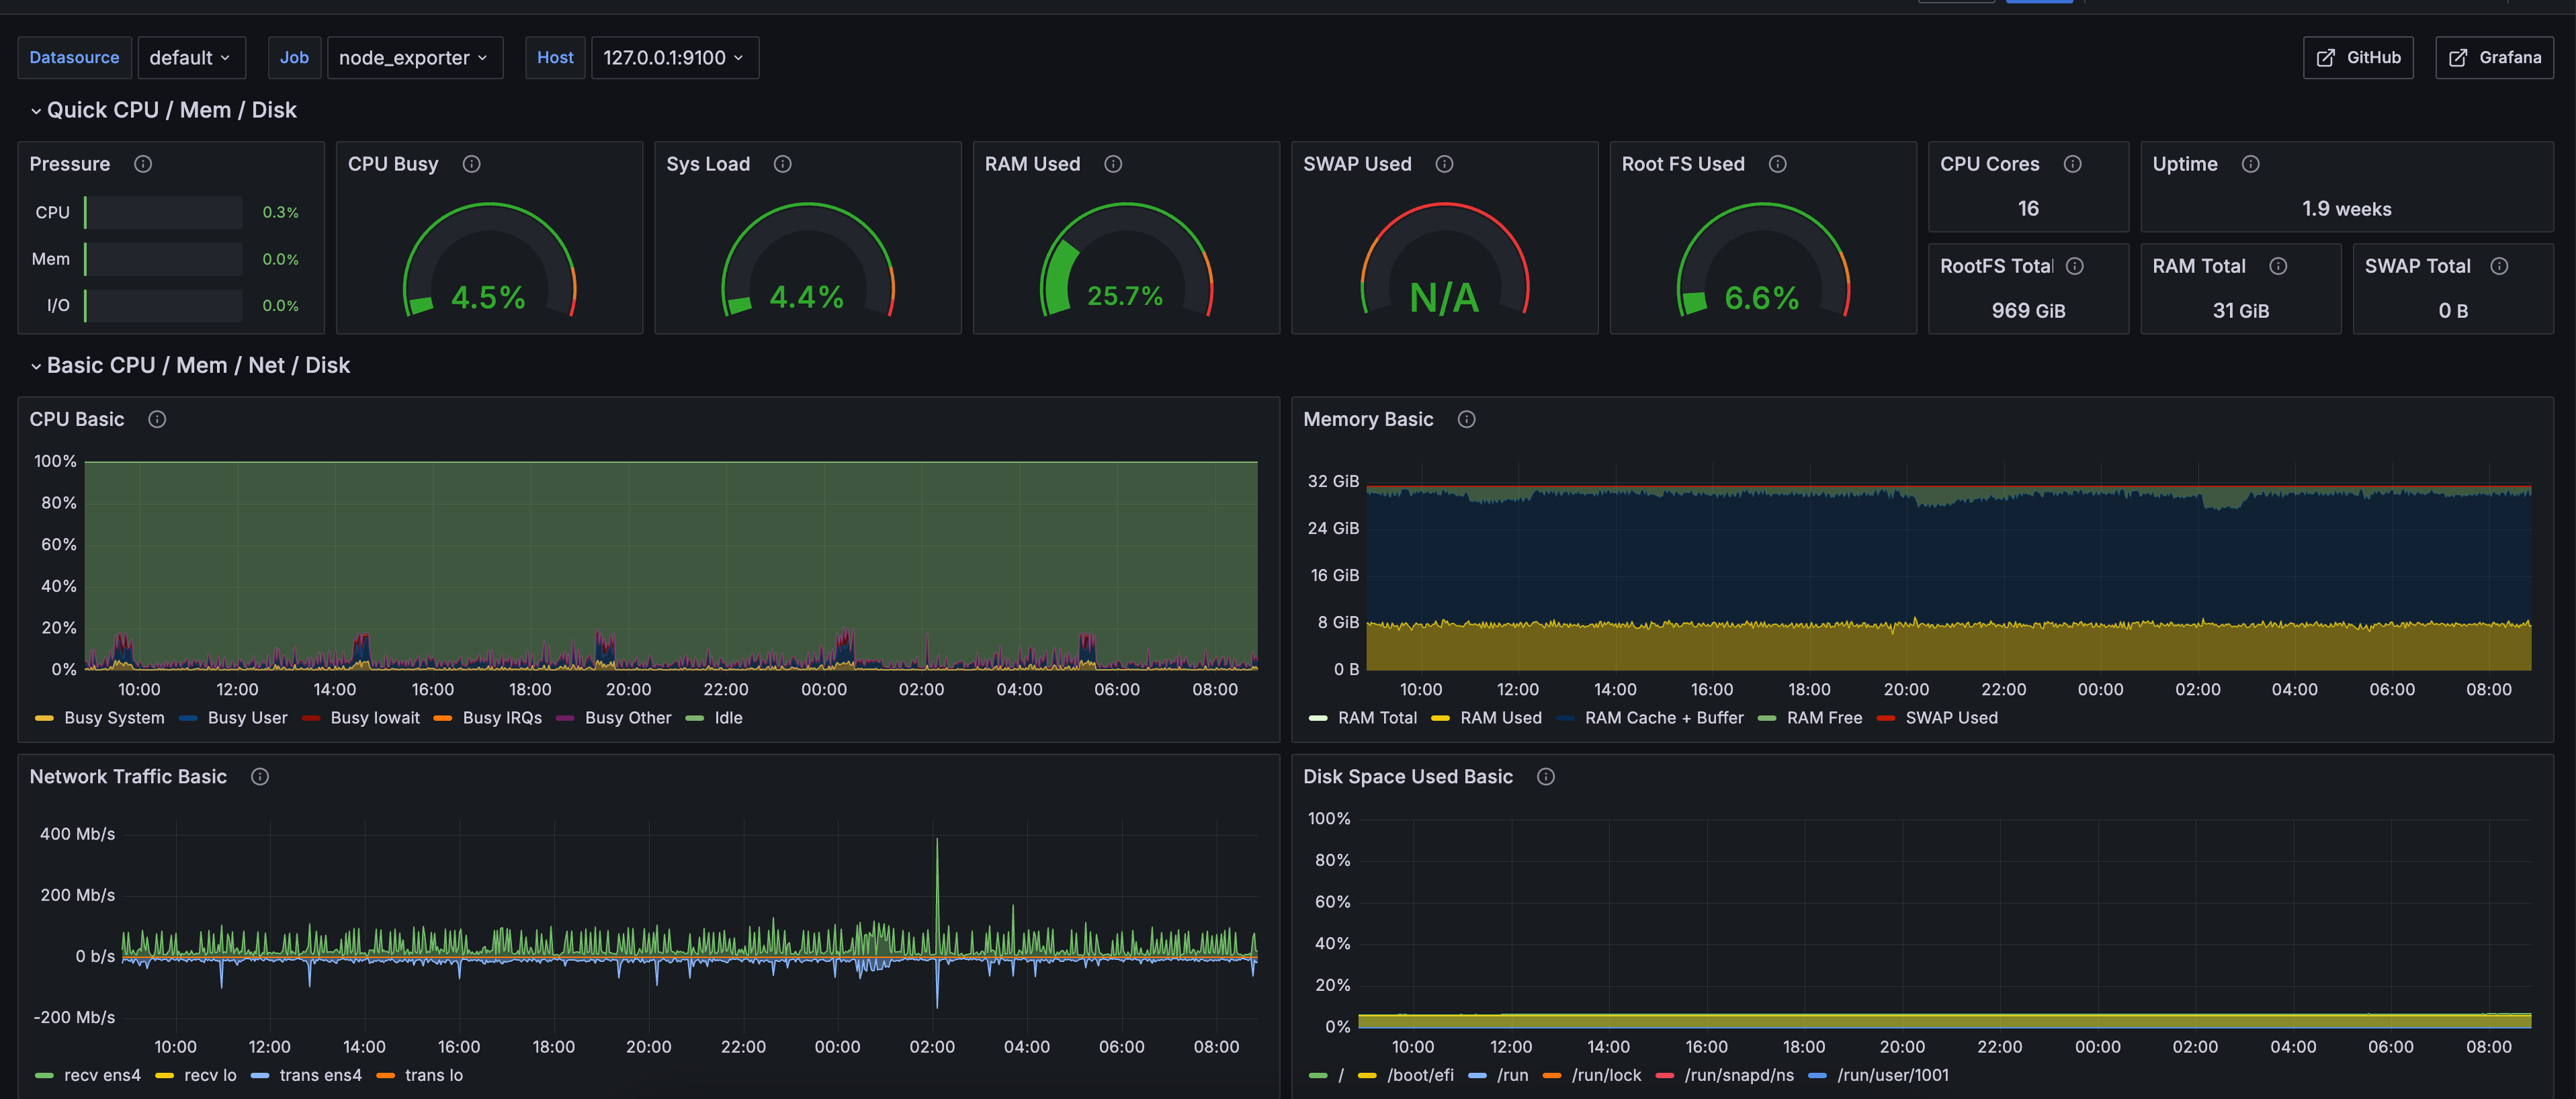 Datasource default Job node_exporter Host 127.0.0.1:9100 GitHub Grafana
Quick CPU / Mem / Disk
Pressure
CPU 0.3%
Mem 0.0%
I/O 0.0%
CPU Busy
4.5%
Sys Load
4.4%
RAM Used
25.7%
SWAP Used
N/A
Root FS Used
6.6%
CPU Cores
16
Uptime
1.9 weeks
RootFS Total
969 GiB
RAM Total
31 GiB
SWAP Total
0 B
Basic CPU / Mem / Net / Disk
CPU Basic
100%
80%
60%
40%
20%
0%
10:00 12:00 14:00 16:00 18:00 20:00 22:00 00:00 02:00 04:00 06:00 08:00
Busy System Busy User Busy Iowait Busy IRQs Busy Other Idle
Memory Basic
32 GiB
24 GiB
16 GiB
8 GiB
0 B
10:00 12:00 14:00 16:00 18:00 20:00 22:00 00:00 02:00 04:00 06:00 08:00
RAM Total RAM Used RAM Cache + Buffer RAM Free SWAP Used
Network Traffic Basic
400 Mb/s
200 Mb/s
0 b/s
-200 Mb/s
10:00 12:00 14:00 16:00 18:00 20:00 22:00 00:00 02:00 04:00 06:00 08:00
recv ens4 recv lo trans ens4 trans lo
Disk Space Used Basic
100%
80%
60%
40%
20%
0%
10:00 12:00 14:00 16:00 18:00 20:00 22:00 00:00 02:00 04:00 06:00 08:00
/ /boot/efi /run /run/lock /run/snapd/ns /run/user/1001